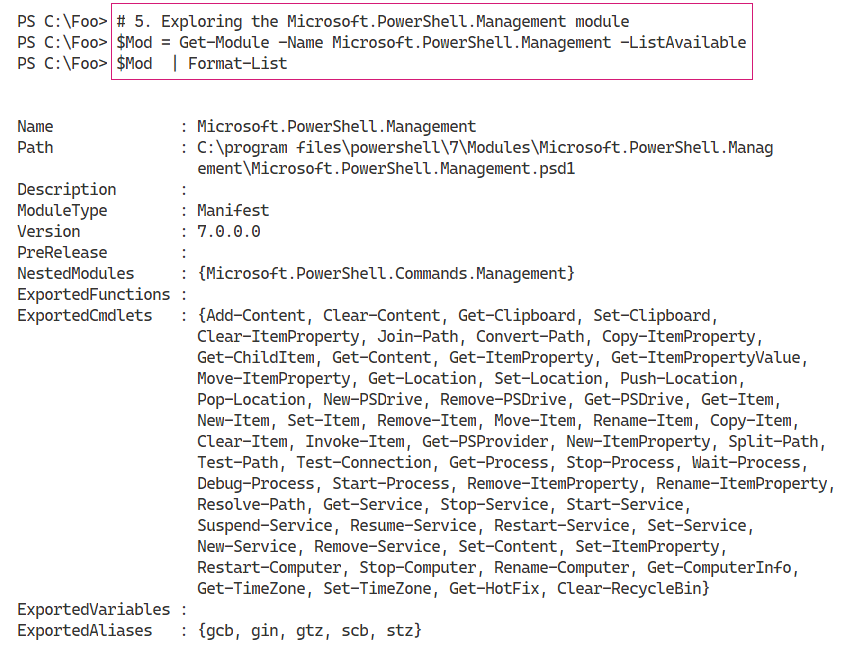 PS C:\Foo> # 5. Exploring the Microsoft.PowerShell.Management module
PS C:\Foo> $Mod = Get-Module -Name Microsoft.PowerShell.Management -ListAvailable
PS C:\Foo> $Mod  | Format-List
Name              : Microsoft.PowerShell.Management
Path              : C:\program files\powershell\7\Modules\Microsoft.PowerShell.Manag
                    ement\Microsoft.PowerShell.Management.psd1
Description       :
ModuleType        : Manifest
Version           : 7.0.0.0
PreRelease        :
NestedModules     : {Microsoft.PowerShell.Commands.Management}
ExportedFunctions :
ExportedCmdlets   : {Add-Content, Clear-Content, Get-Clipboard, Set-Clipboard,
                    Clear-ItemProperty, Join-Path, Convert-Path, Copy-ItemProperty,
                    Get-ChildItem, Get-Content, Get-ItemProperty, Get-ItemPropertyValue,
                    Move-ItemProperty, Get-Location, Set-Location, Push-Location,
                    Pop-Location, New-PSDrive, Remove-PSDrive, Get-PSDrive, Get-Item,
                    New-Item, Set-Item, Remove-Item, Move-Item, Rename-Item, Copy-Item,
                    Clear-Item, Invoke-Item, Get-PSProvider, New-ItemProperty, Split-Path,
                    Test-Path, Test-Connection, Get-Process, Stop-Process, Wait-Process,
                    Debug-Process, Start-Process, Remove-ItemProperty, Rename-ItemProperty,
                    Resolve-Path, Get-Service, Stop-Service, Start-Service,
                    Suspend-Service, Resume-Service, Restart-Service, Set-Service,
                    New-Service, Remove-Service, Set-Content, Set-ItemProperty,
                    Restart-Computer, Stop-Computer, Rename-Computer, Get-ComputerInfo,
                    Get-TimeZone, Set-TimeZone, Get-HotFix, Clear-RecycleBin}
ExportedVariables :
ExportedAliases   : {gcb, gin, gtz, scb, stz}